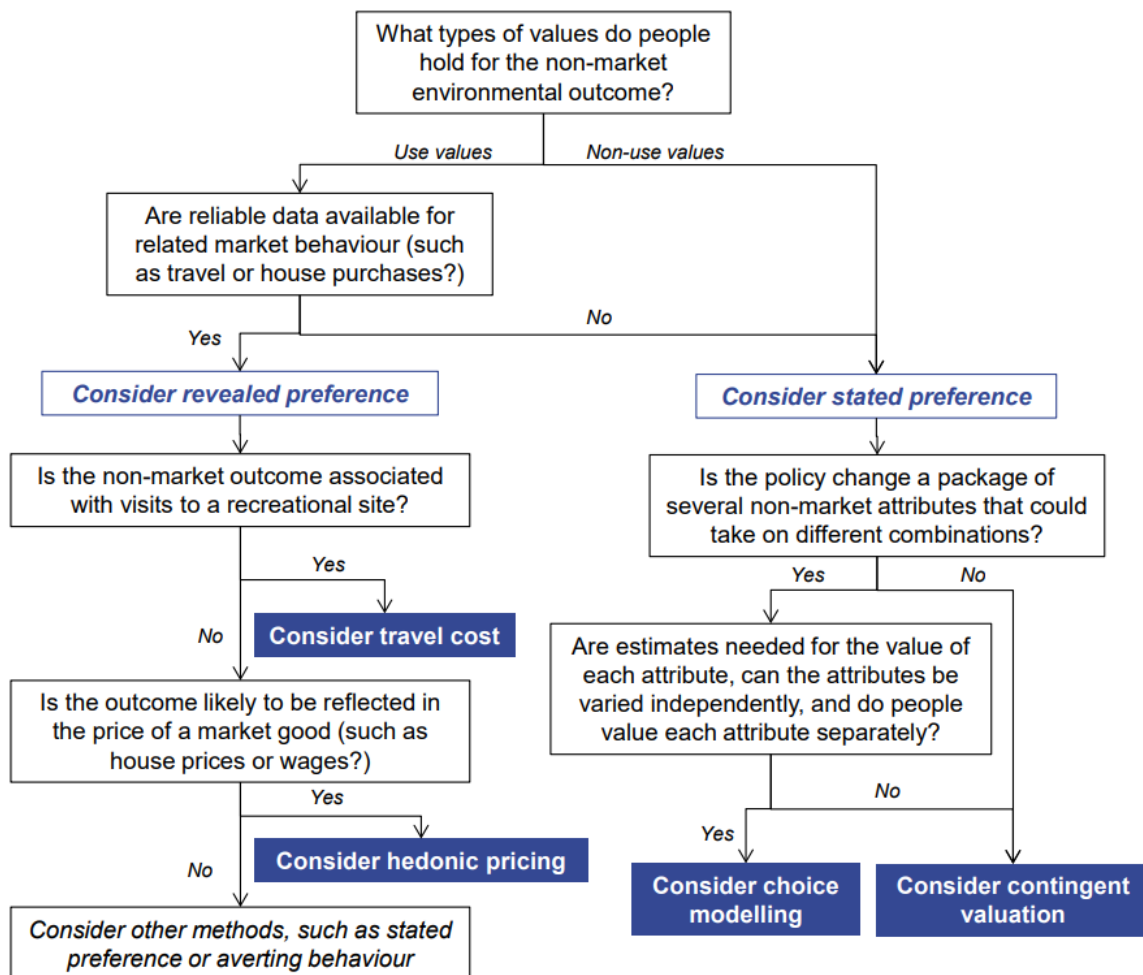 What types of values do people
hold for the non-market
environmental outcome?
Use values
Non-use values
Are reliable data available for
related market behaviour (such
as travel or house purchases?)
Yes
No
Consider revealed preference
Consider stated preference
Is the non-market outcome associated
with visits to a recreational site?
Is the policy change a package of
several non-market attributes that could
take on different combinations?
Yes
No
Consider travel cost
Yes
No
Are estimates needed for the value of
each attribute, can the attributes be
varied independently, and do people
value each attribute separately?
Is the outcome likely to be reflected in
the price of a market good (such as
house prices or wages?)
Yes
No
Consider hedonic pricing
No
Yes
Consider choice
modelling
Consider contingent
valuation
Consider other methods, such as stated
preference or averting behaviour